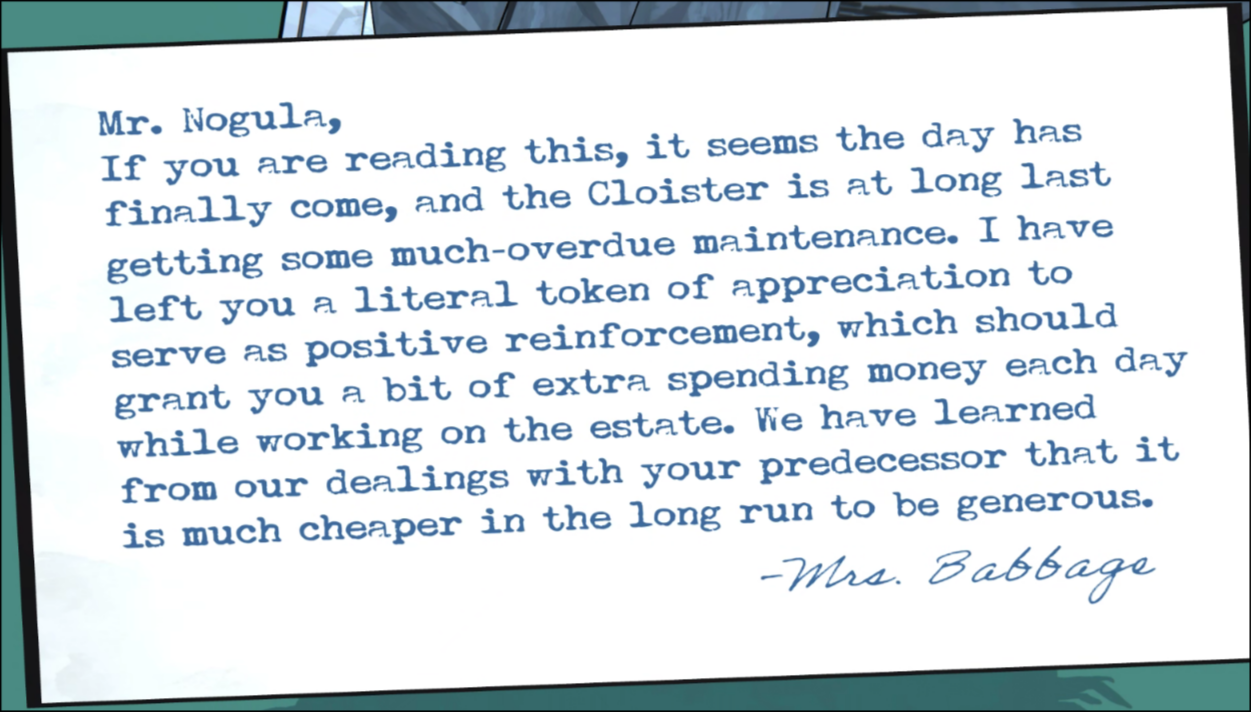 Mr. Nogula,
If you are reading this, it seems the day has
finally come, and the Cloister is at long last
getting some much-overdue maintenance. I have
left you a literal token of appreciation to
serve as positive reinforcement, which should
grant you a bit of extra spending money each day
while working on the estate. We have learned
from our dealings with your predecessor that it
is much cheaper in the long run to be generous.
-Mrs. Babbage